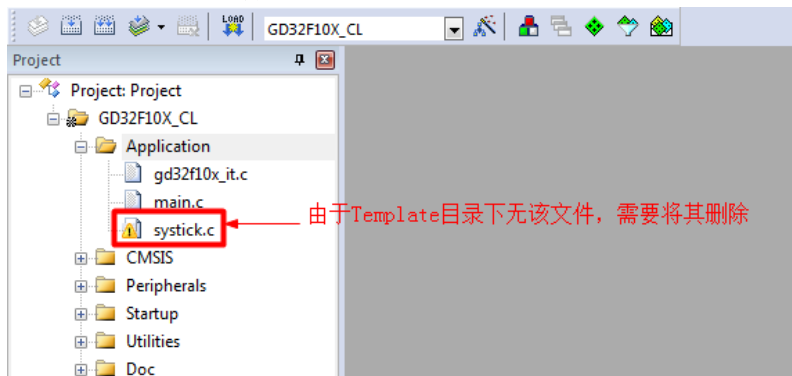 LOAD
GD32F10X_CL
Project
Project: Project
GD32F10X_CL
Application
gd32f10x_it.c
main.c
systick.c
由于Template目录下无该文件，需要将其删除
CMSIS
Peripherals
Startup
Utilities
Doc